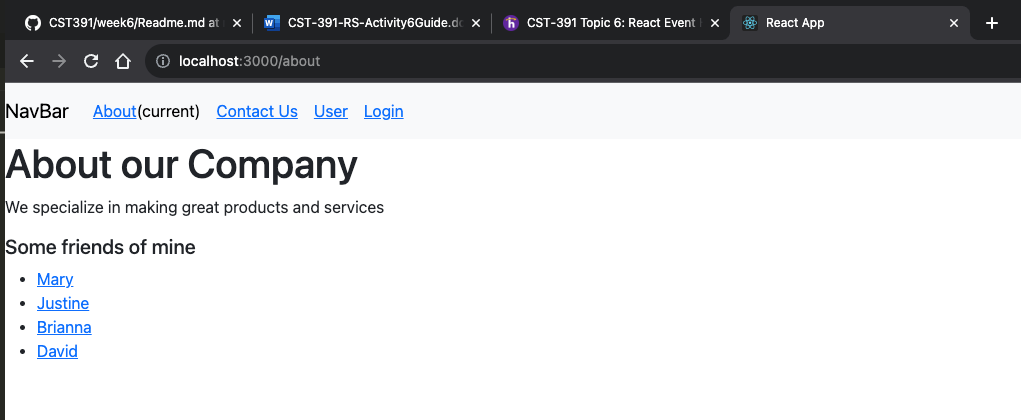 CST391/week6/Readme.md at
CST-391-RS-Activity6Guide.do
CST-391 Topic 6: React Event
React App
localhost:3000/about
NavBar About(current) Contact Us User Login
About our Company
We specialize in making great products and services
Some friends of mine
Mary
Justine
Brianna
David